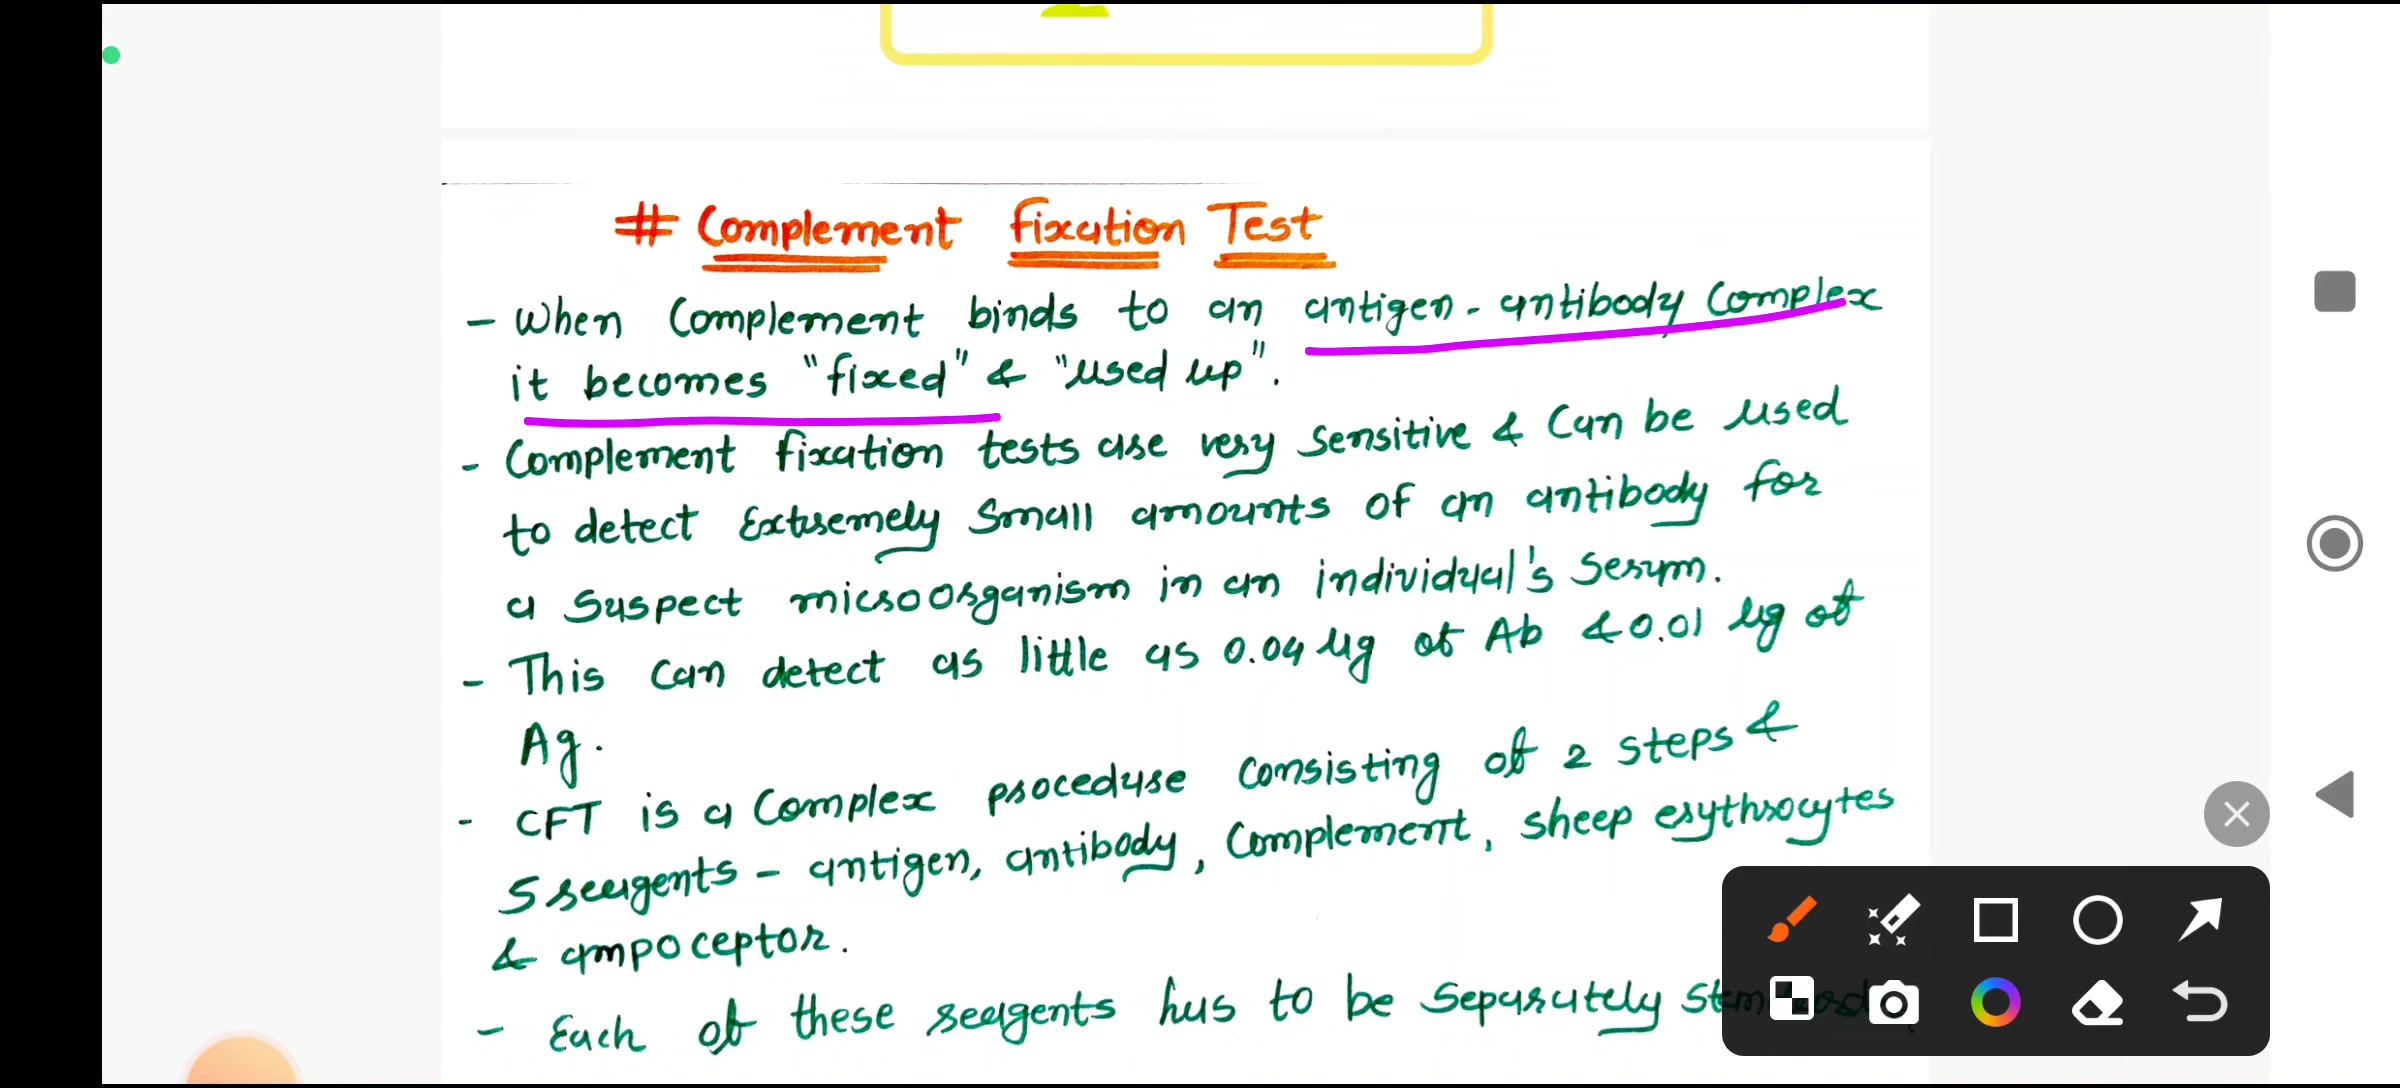 # Complement Fixation Test
- When Complement binds to an antigen - antibody Complex
it becomes "fixed" & "used up".
- Complement fixation tests are very sensitive & Can be used
to detect Extremely Small amounts of an antibody for
a suspect microorganism in an individual's Serum.
- This can detect as little as 0.04 ug of Ab & 0.01 ug of
Ag.
- CFT is a Complex procedure consisting of 2 steps &
5 reagents - antigen, antibody, Complement, sheep erythrocytes
& ampoceptor.
- Each of these reagents has to be Separately